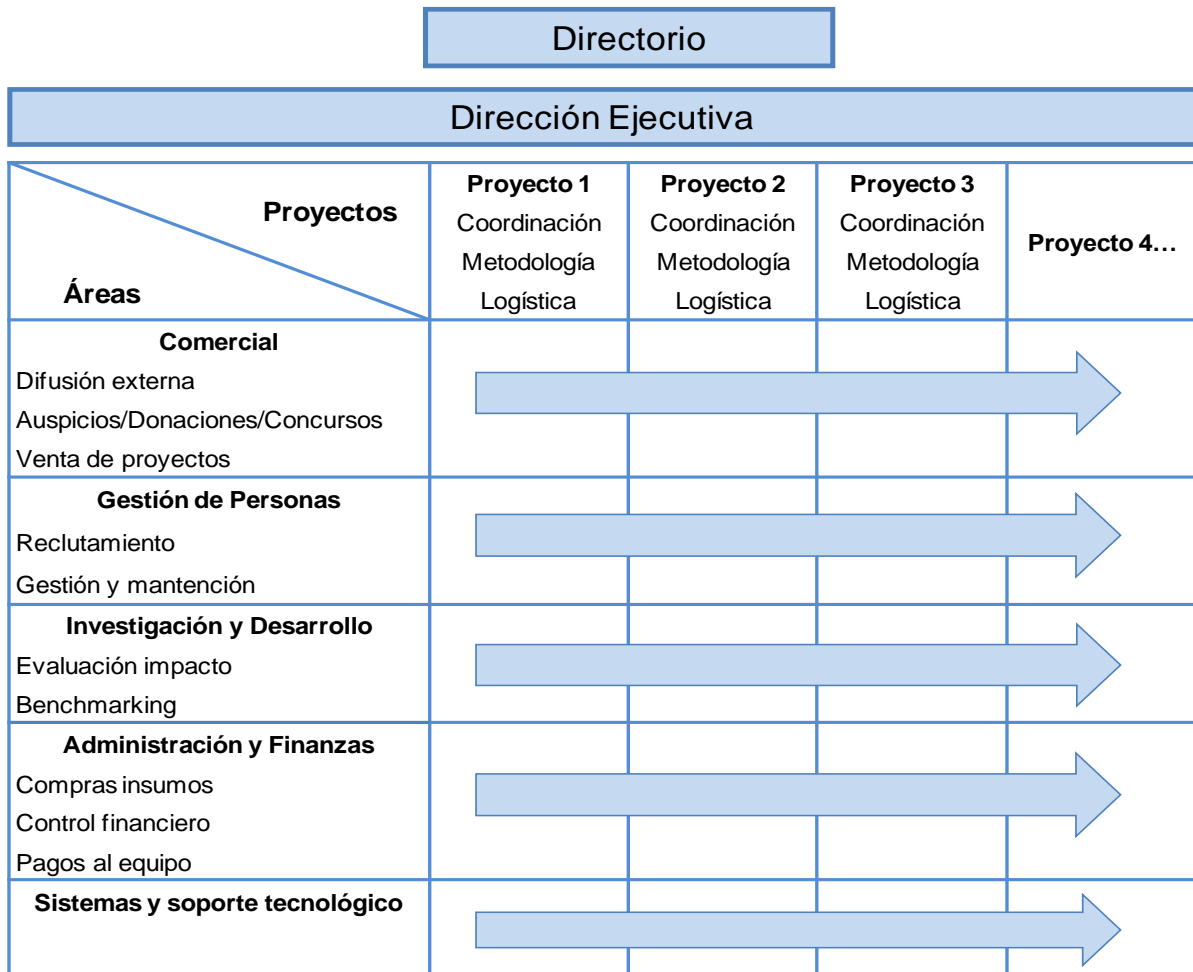 Directorio
Dirección Ejecutiva
Proyectos
Áreas
Proyecto 1
Coordinación
Metodología
Logística
Proyecto 2
Coordinación
Metodología
Logística
Proyecto 3
Coordinación
Metodología
Logística
Proyecto 4…
Comercial
Difusión externa
Auspicios/Donaciones/Concursos
Venta de proyectos
Gestión de Personas
Reclutamiento
Gestión y mantención
Investigación y Desarrollo
Evaluación impacto
Benchmarking
Administración y Finanzas
Compras insumos
Control financiero
Pagos al equipo
Sistemas y soporte tecnológico